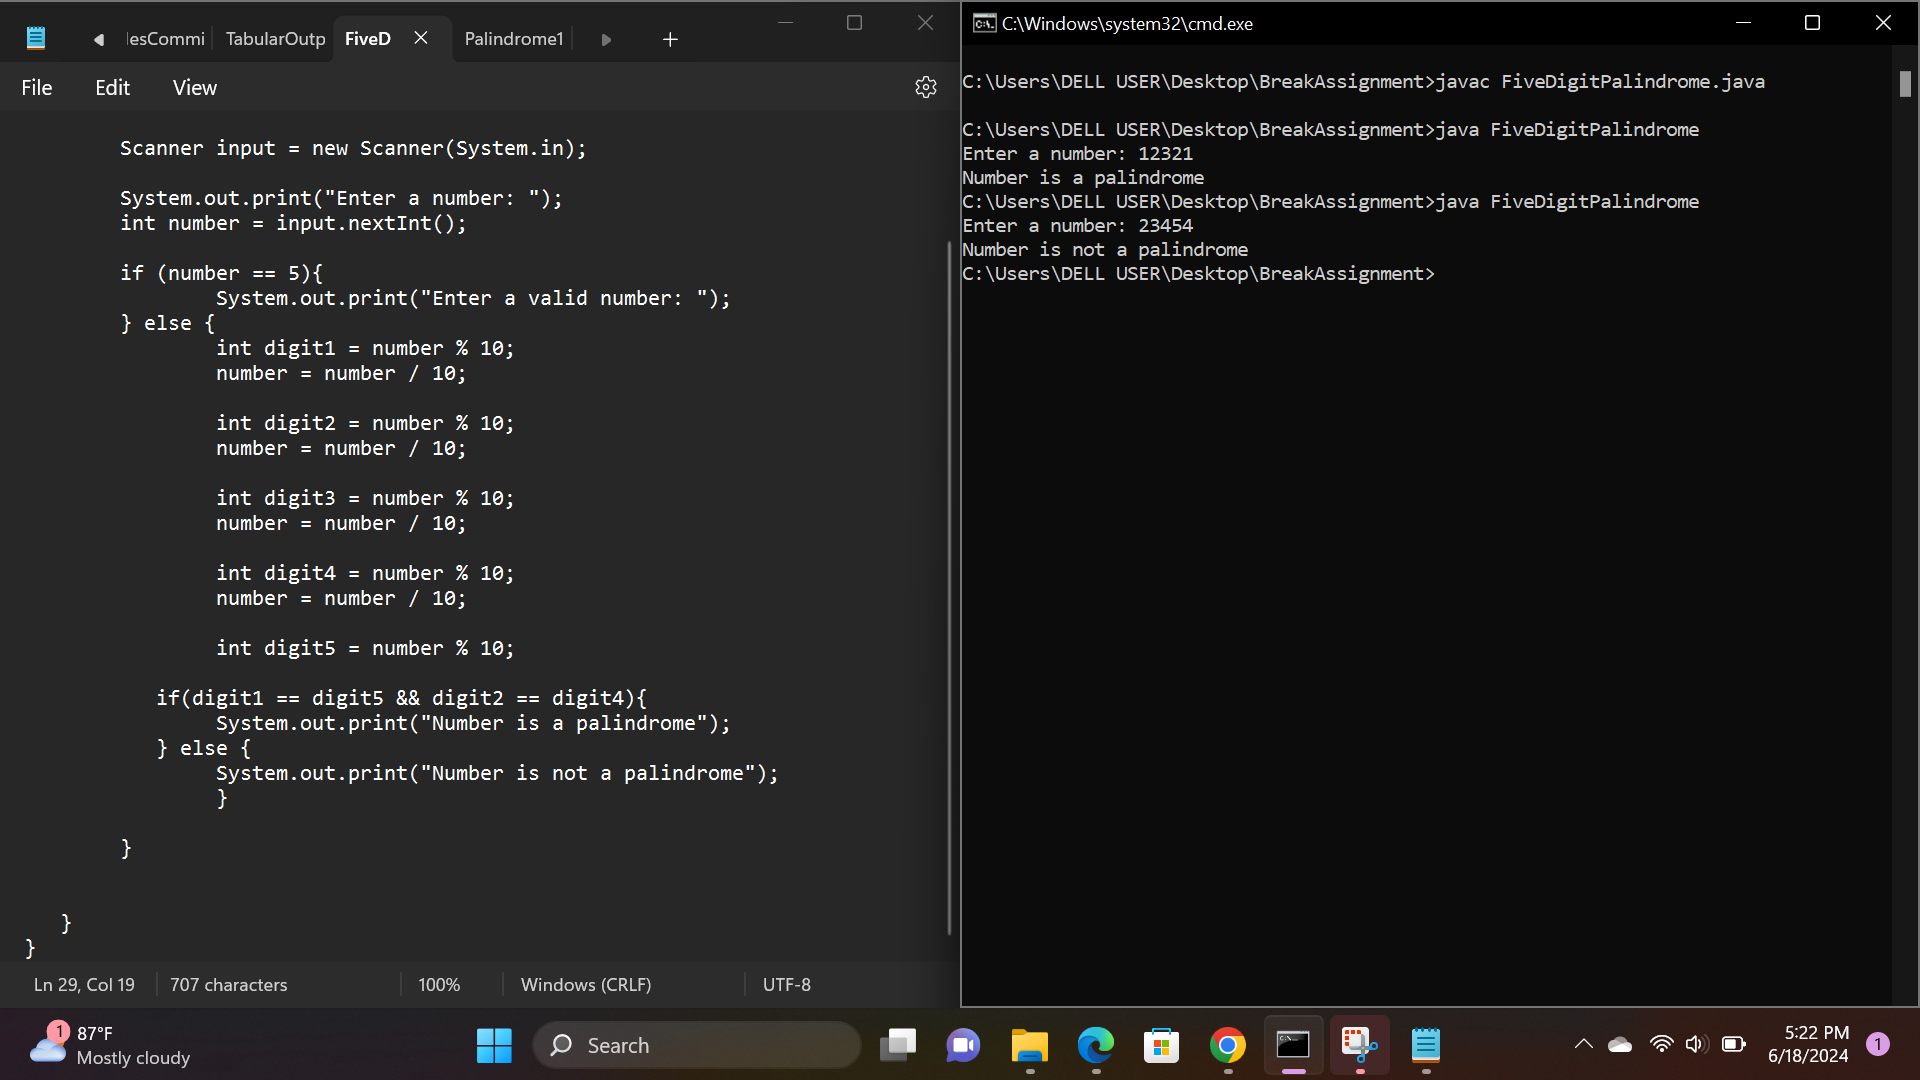 lesCommi
TabularOutp
FiveD
Palindrome1
File
Edit
View
Scanner input = new Scanner(System.in);
System.out.print("Enter a number: ");
int number = input.nextInt();
if (number == 5){
System.out.print("Enter a valid number: ");
} else {
int digit1 = number % 10;
number = number / 10;
int digit2 = number % 10;
number = number / 10;
int digit3 = number % 10;
number = number / 10;
int digit4 = number % 10;
number = number / 10;
int digit5 = number % 10;
if(digit1 == digit5 && digit2 == digit4){
System.out.print("Number is a palindrome");
} else {
System.out.print("Number is not a palindrome");
}
}
}
}
Ln 29, Col 19
707 characters
100%
Windows (CRLF)
UTF-8
C:\Windows\system32\cmd.exe
C:\Users\DELL USER\Desktop\BreakAssignment>javac FiveDigitPalindrome.java
C:\Users\DELL USER\Desktop\BreakAssignment>java FiveDigitPalindrome
Enter a number: 12321
Number is a palindrome
C:\Users\DELL USER\Desktop\BreakAssignment>java FiveDigitPalindrome
Enter a number: 23454
Number is not a palindrome
C:\Users\DELL USER\Desktop\BreakAssignment>
1
87°F
Mostly cloudy
Search
5:22 PM
6/18/2024
1